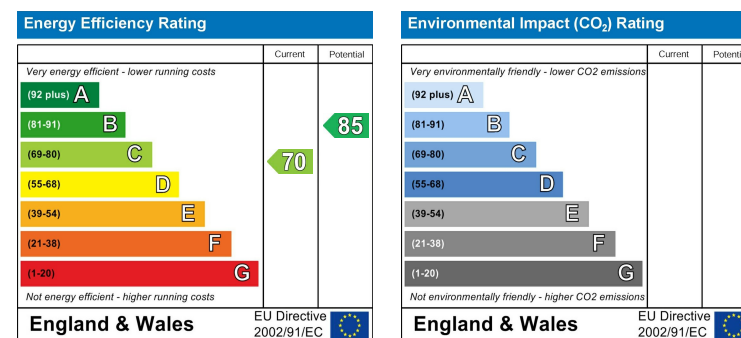 Energy Efficiency Rating
Current Potential
Very energy efficient - lower running costs
(92 plus) A
(81-91) B
85
(69-80) C
70
(55-68) D
(39-54) E
(21-38) F
(1-20) G
Not energy efficient - higher running costs
England & Wales
EU Directive
2002/91/EC
Environmental Impact (CO₂) Rating
Current Potenti
Very environmentally friendly - lower CO2 emissions
(92 plus) A
(81-91) B
(69-80) C
(55-68) D
(39-54) E
(21-38) F
(1-20) G
Not environmentally friendly - higher CO2 emissions
England & Wales
EU Directive
2002/91/EC